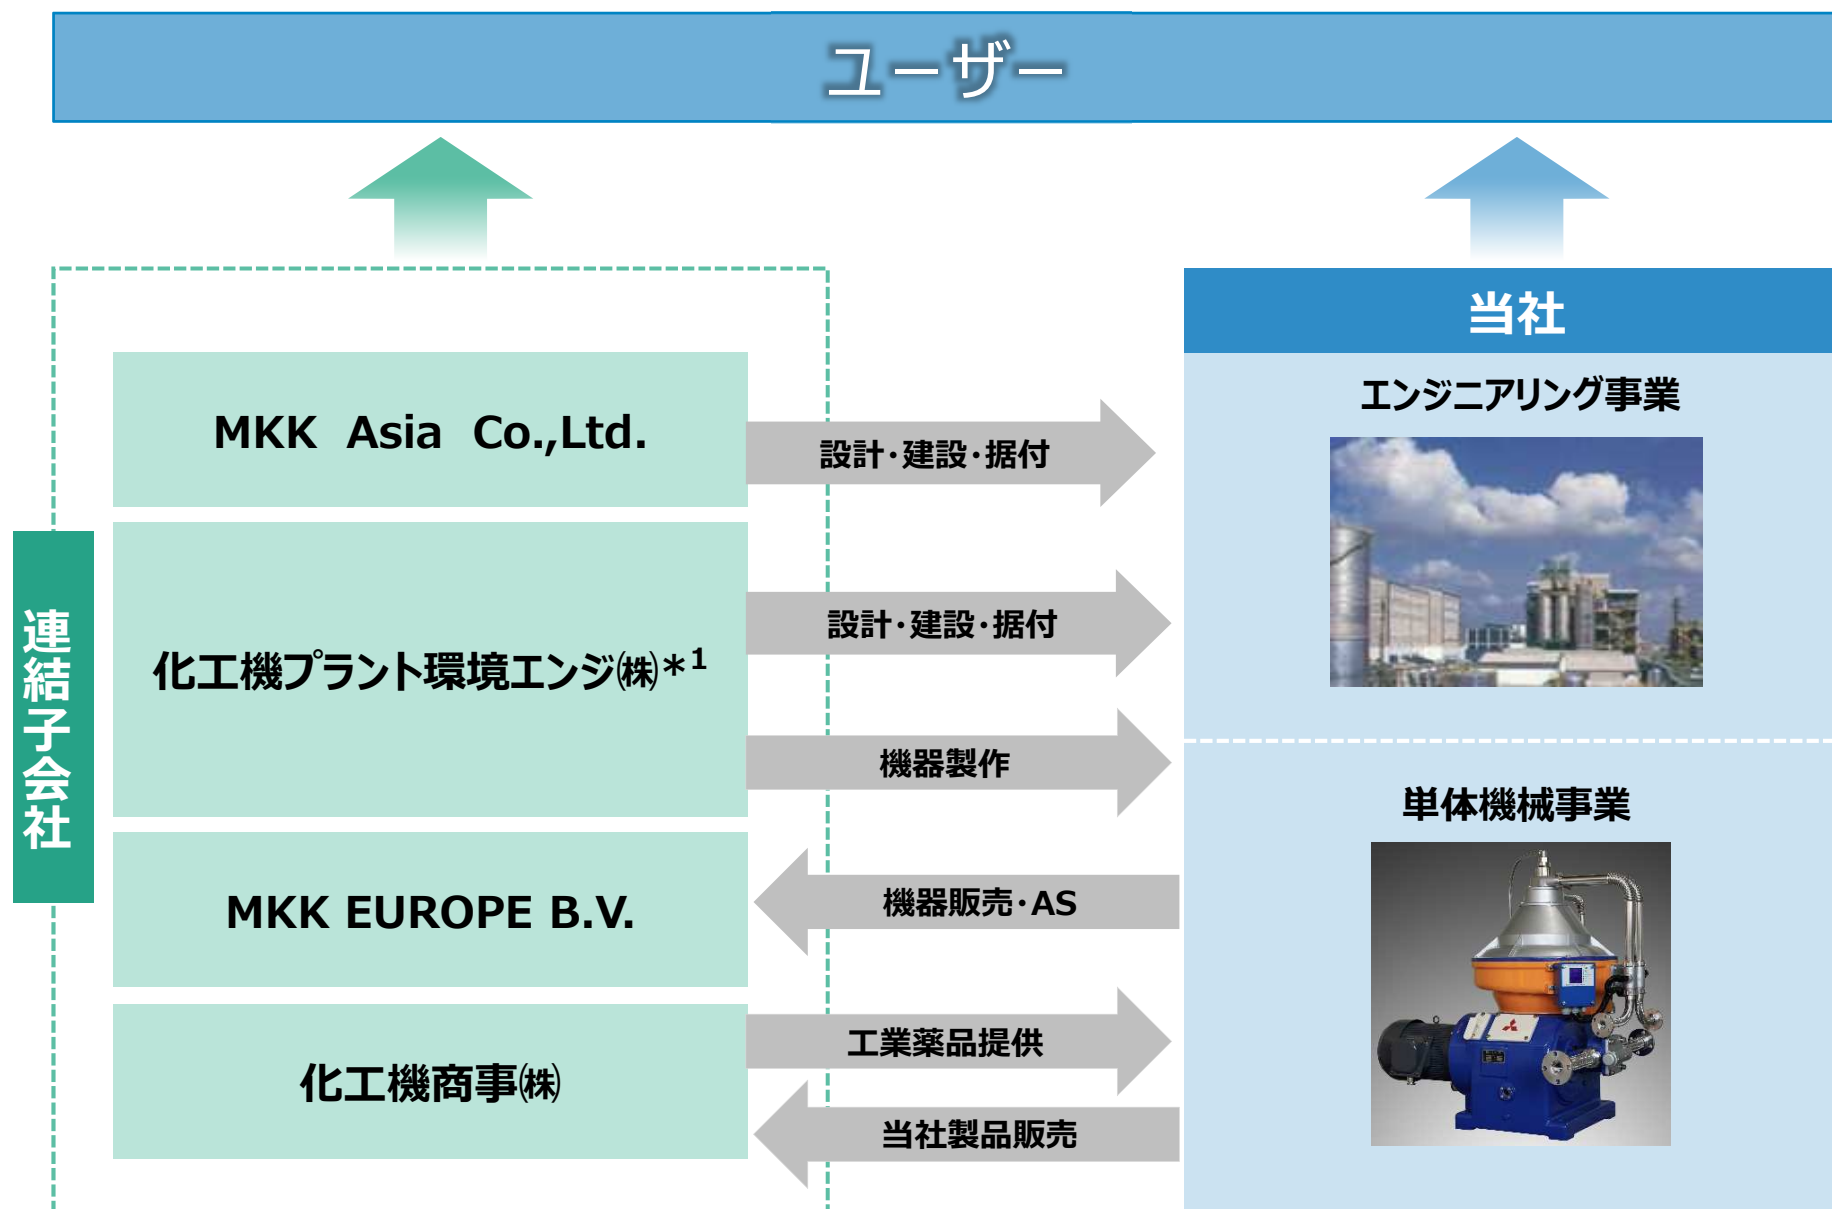 ユーザー
当社
エンジニアリング事業
単体機械事業
連結子会社
MKK Asia Co.,Ltd.
設計・建設・据付
化工機プラント環境エンジ㈱*1
設計・建設・据付
機器製作
MKK EUROPE B.V.
機器販売・AS
化工機商事㈱
工業薬品提供
当社製品販売